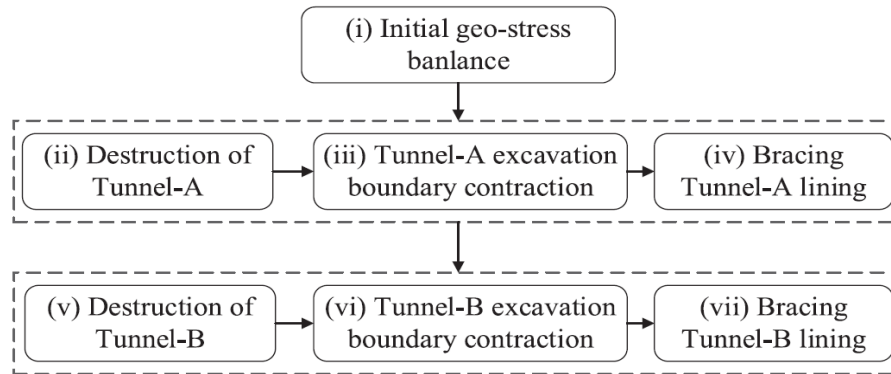 (i) Initial geo-stress
banlance
(ii) Destruction of
Tunnel-A
(iii) Tunnel-A excavation
boundary contraction
(iv) Bracing
Tunnel-A lining
(v) Destruction of
Tunnel-B
(vi) Tunnel-B excavation
boundary contraction
(vii) Bracing
Tunnel-B lining